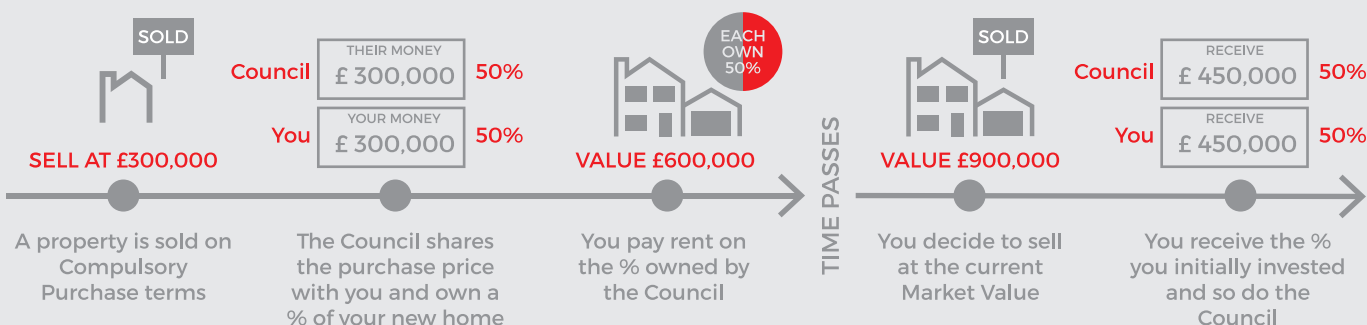 SOLD
SELL AT £300,000
A property is sold on
Compulsory
Purchase terms
Council
THEIR MONEY
£ 300,000
50%
You
YOUR MONEY
£ 300,000
50%
The Council shares
the purchase price
with you and own a
% of your new home
EACH
OWN
50%
VALUE £600,000
You pay rent on
the % owned by
the Council
TIME PASSES
SOLD
VALUE £900,000
You decide to sell
at the current
Market Value
Council
RECEIVE
£ 450,000
50%
You
RECEIVE
£ 450,000
50%
You receive the %
you initially invested
and so do the
Council